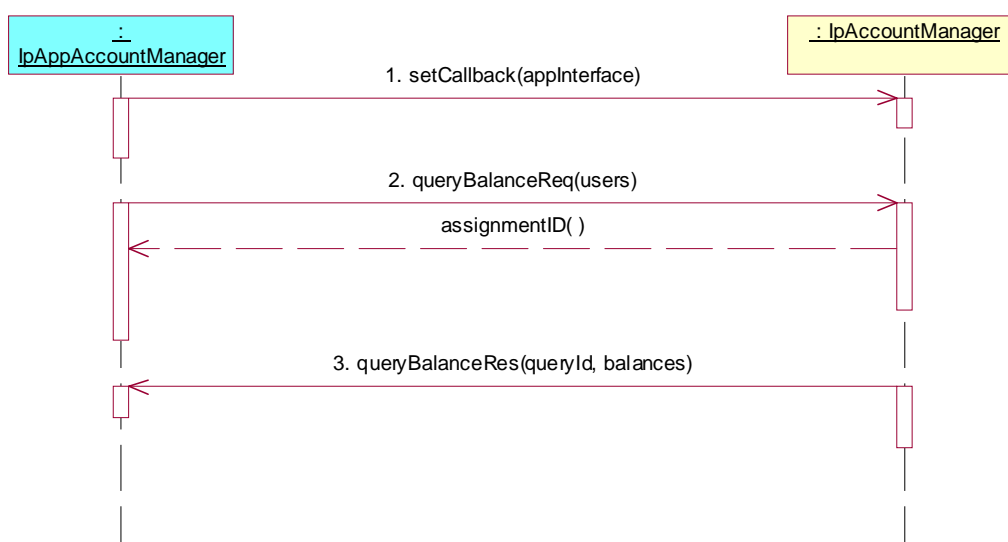 :
IpAppAccountManager
: IpAccountManager
1. setCallback(appInterface)
2. queryBalanceReq(users)
assignmentID( )
3. queryBalanceRes(queryId, balances)